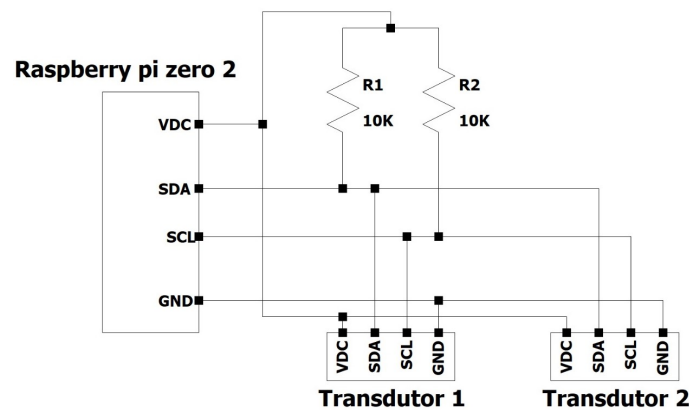 Raspberry pi zero 2
VDC
SDA
SCL
GND
R1
10K
R2
10K
VDC
SDA
SCL
GND
Transdutor 1
VDC
SDA
SCL
GND
Transdutor 2